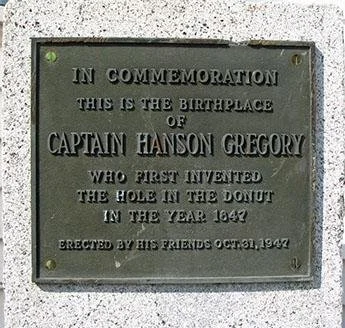 IN COMMEMORATION
THIS IS THE BIRTHPLACE
OF
CAPTAIN HANSON GREGORY
WHO FIRST INVENTED
THE HOLE IN THE DONUT
IN THE YEAR 1847
ERECTED BY HIS FRIENDS OCT. 31, 1947